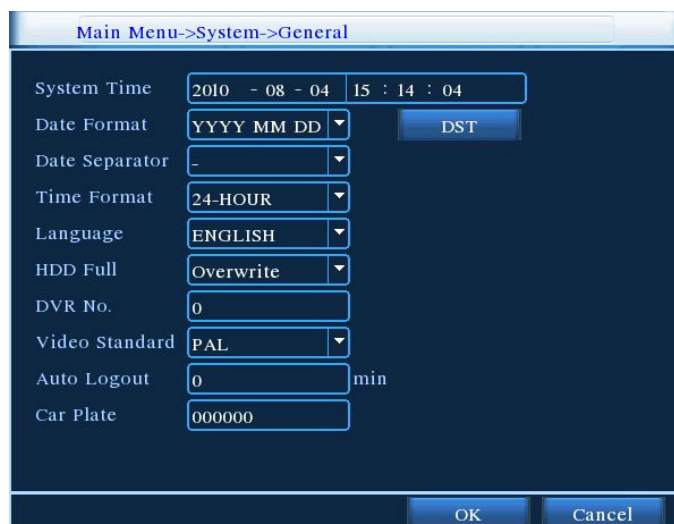 Main Menu->System->General
System Time 2010 - 08 - 04 15 : 14 : 04
Date Format YYYY MM DD DST
Date Separator -
Time Format 24-HOUR
Language ENGLISH
HDD Full Overwrite
DVR No. 0
Video Standard PAL
Auto Logout 0 min
Car Plate 000000
OK Cancel